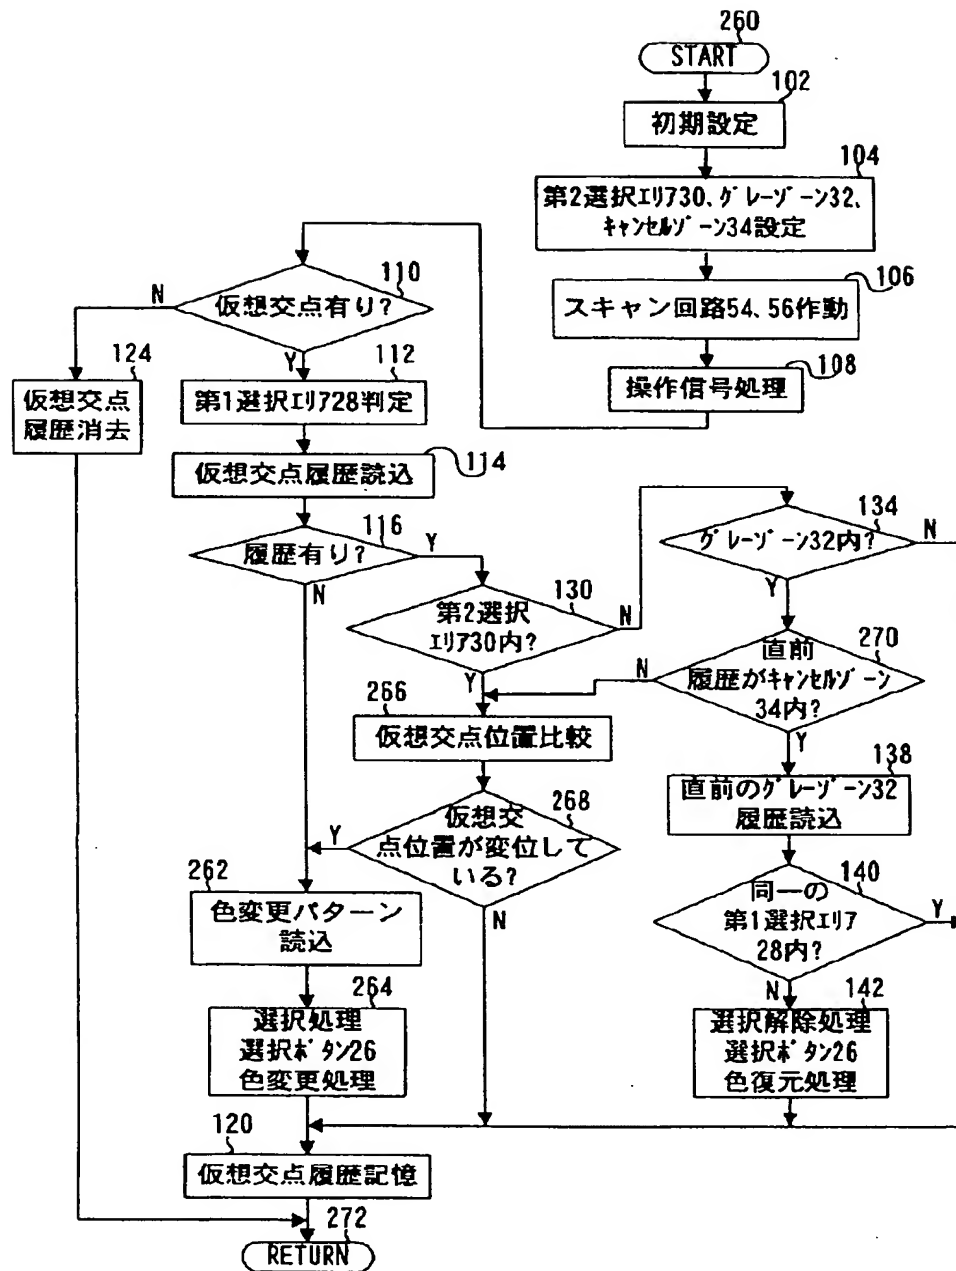 260
START
102
初期設定
104
第2選択ｴﾘｱ30、ｸﾞﾚｰｿﾞｰﾝ32、
ｷｬﾝｾﾙｿﾞｰﾝ34設定
106
スキャン回路54、56作動
108
操作信号処理
110
仮想交点有り?
N
Y
124
仮想交点
履歴消去
112
第1選択ｴﾘｱ28判定
114
仮想交点履歴読込
116
履歴有り?
Y
N
130
第2選択
ｴﾘｱ30内?
N
Y
134
ｸﾞﾚｰｿﾞｰﾝ32内?
N
Y
270
直前
履歴がｷｬﾝｾﾙｿﾞｰﾝ
34内?
N
Y
266
仮想交点位置比較
268
仮想交
点位置が変位して
いる?
Y
N
138
直前のｸﾞﾚｰｿﾞｰﾝ32
履歴読込
140
同一の
第1選択ｴﾘｱ
28内?
Y
N
262
色変更パターン
読込
264
選択処理
選択ﾎﾞﾀﾝ26
色変更処理
142
選択解除処理
選択ﾎﾞﾀﾝ26
色復元処理
120
仮想交点履歴記憶
272
RETURN